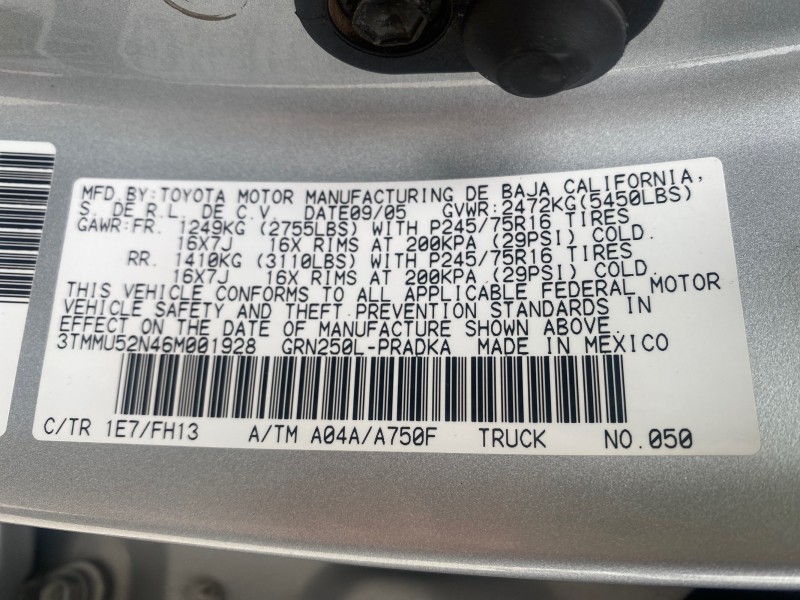 MFD.BY:TOYOTA MOTOR MANUFACTURING DE BAJA CALIFORNIA,
S. DE R.L. DE C.V. DATE09/05 GVWR:2472KG(5450LBS)
GAWR:FR. 1249KG (2755LBS) WITH P245/75R16 TIRES
16X7J 16X RIMS AT 200KPA (29PSI) COLD.
RR. 1410KG (3110LBS) WITH P245/75R16 TIRES
16X7J 16X RIMS AT 200KPA (29PSI) COLD.
THIS VEHICLE CONFORMS TO ALL APPLICABLE FEDERAL MOTOR
VEHICLE SAFETY AND THEFT PREVENTION STANDARDS IN
EFFECT ON THE DATE OF MANUFACTURE SHOWN ABOVE.
3TMMU52N46M001928 GRN250L-PRADKA MADE IN MEXICO
C/TR 1E7/FH13 A/TM A04A/A750F TRUCK NO.050